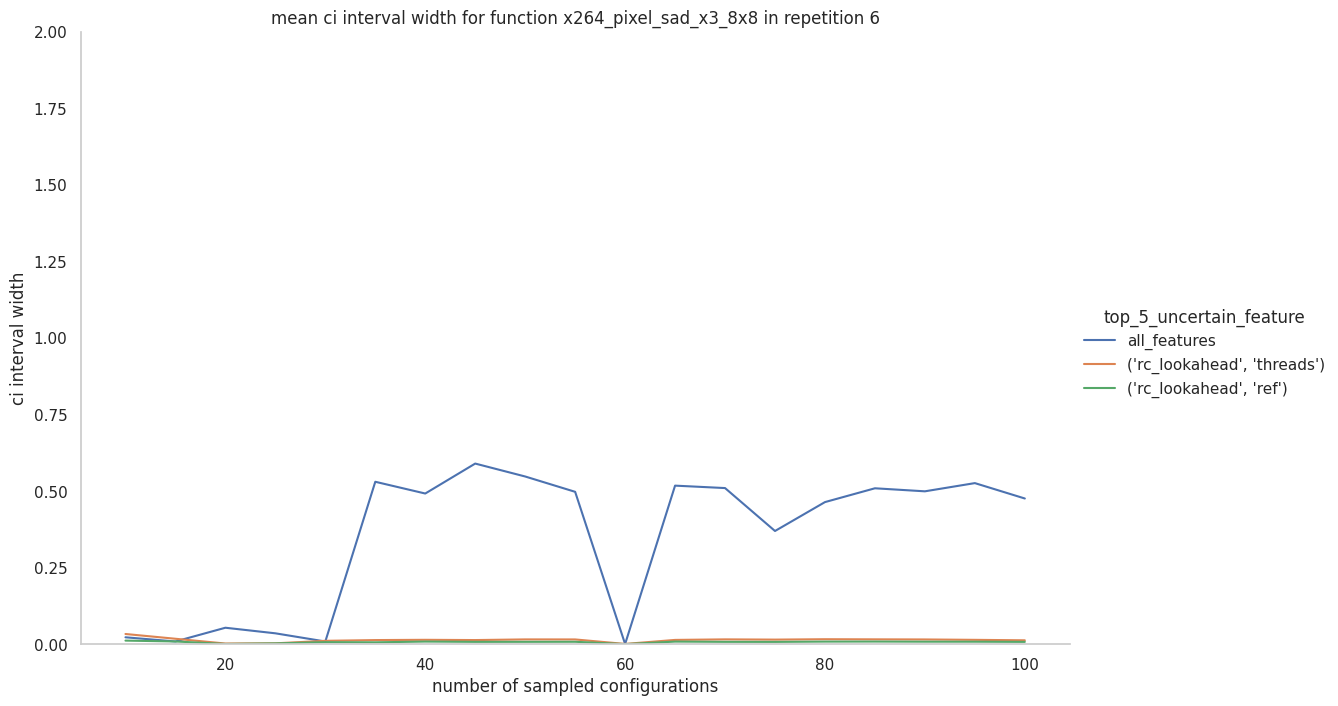 mean ci interval width for function x264_pixel_sad_x3_8x8 in repetition 6
2.00
1.75
1.50
1.25
1.00
0.75
0.50
0.25
0.00
ci interval width
20
40
60
80
100
number of sampled configurations
top_5_uncertain_feature
all_features
('rc_lookahead', 'threads')
('rc_lookahead', 'ref')